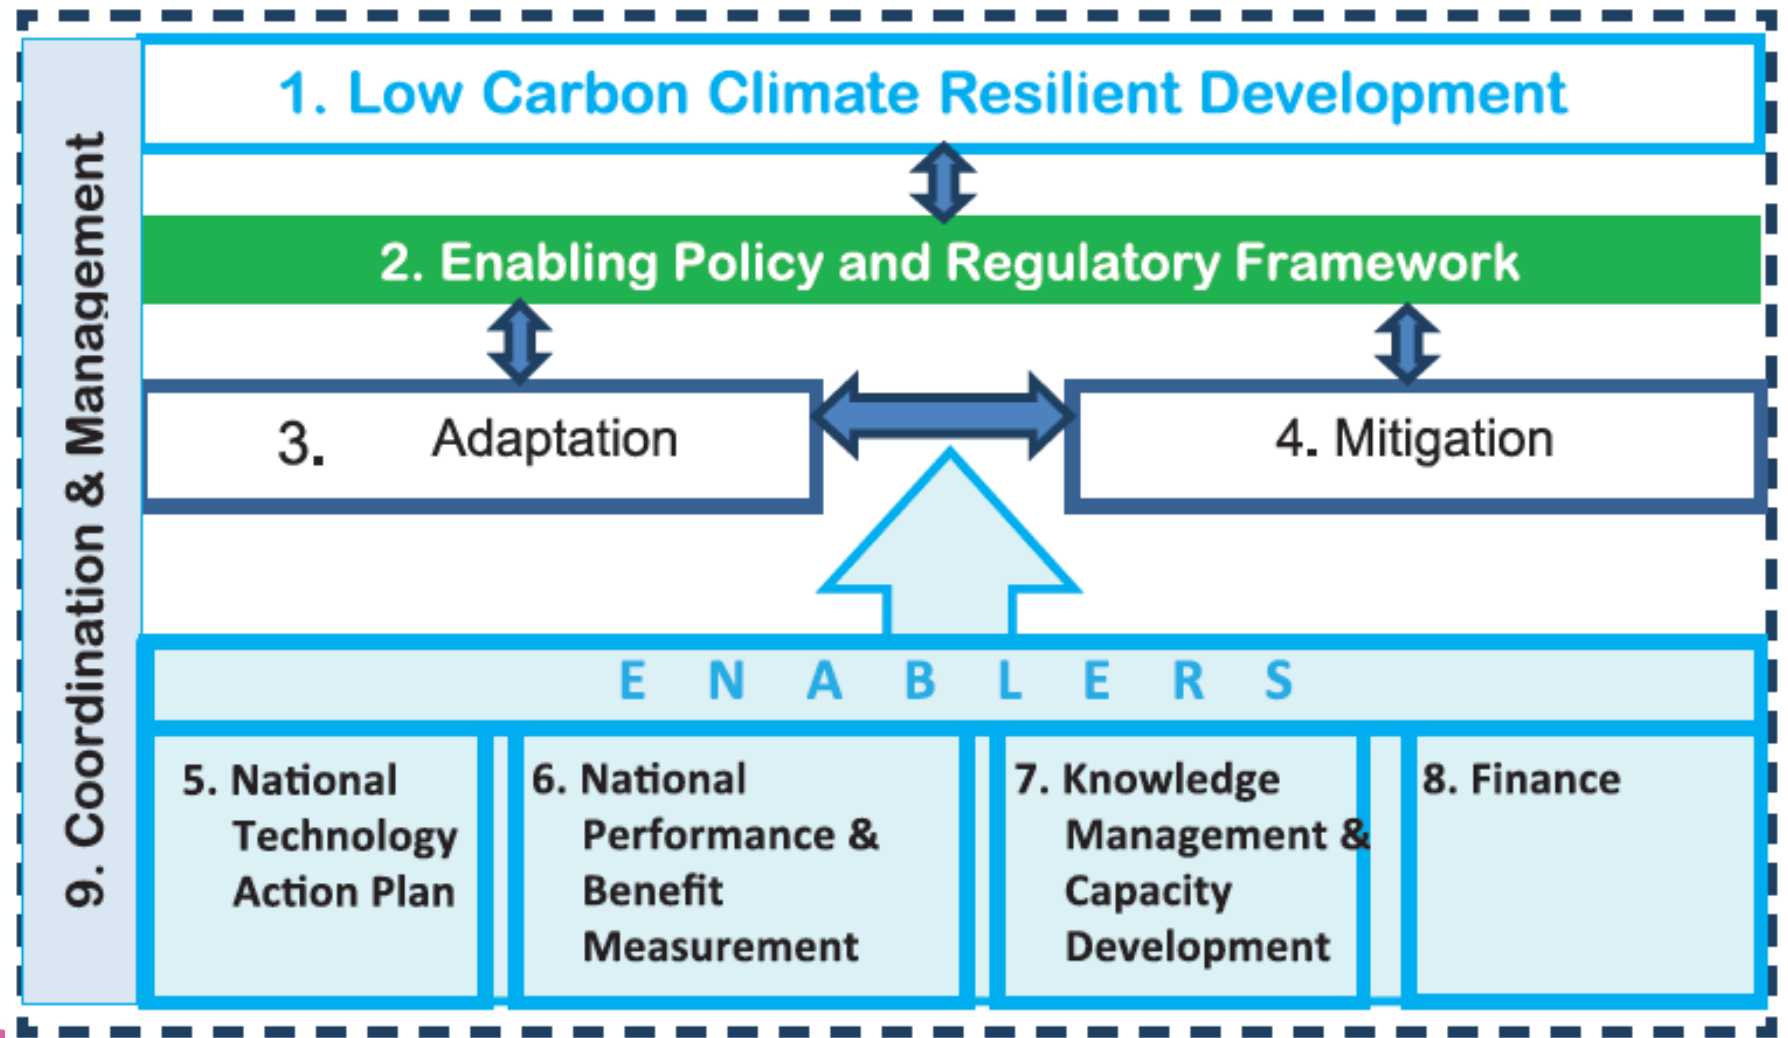 9. Coordination & Management
1. Low Carbon Climate Resilient Development
2. Enabling Policy and Regulatory Framework
3. Adaptation
4. Mitigation
E N A B L E R S
5. National
Technology
Action Plan
6. National
Performance &
Benefit
Measurement
7. Knowledge
Management &
Capacity
Development
8. Finance